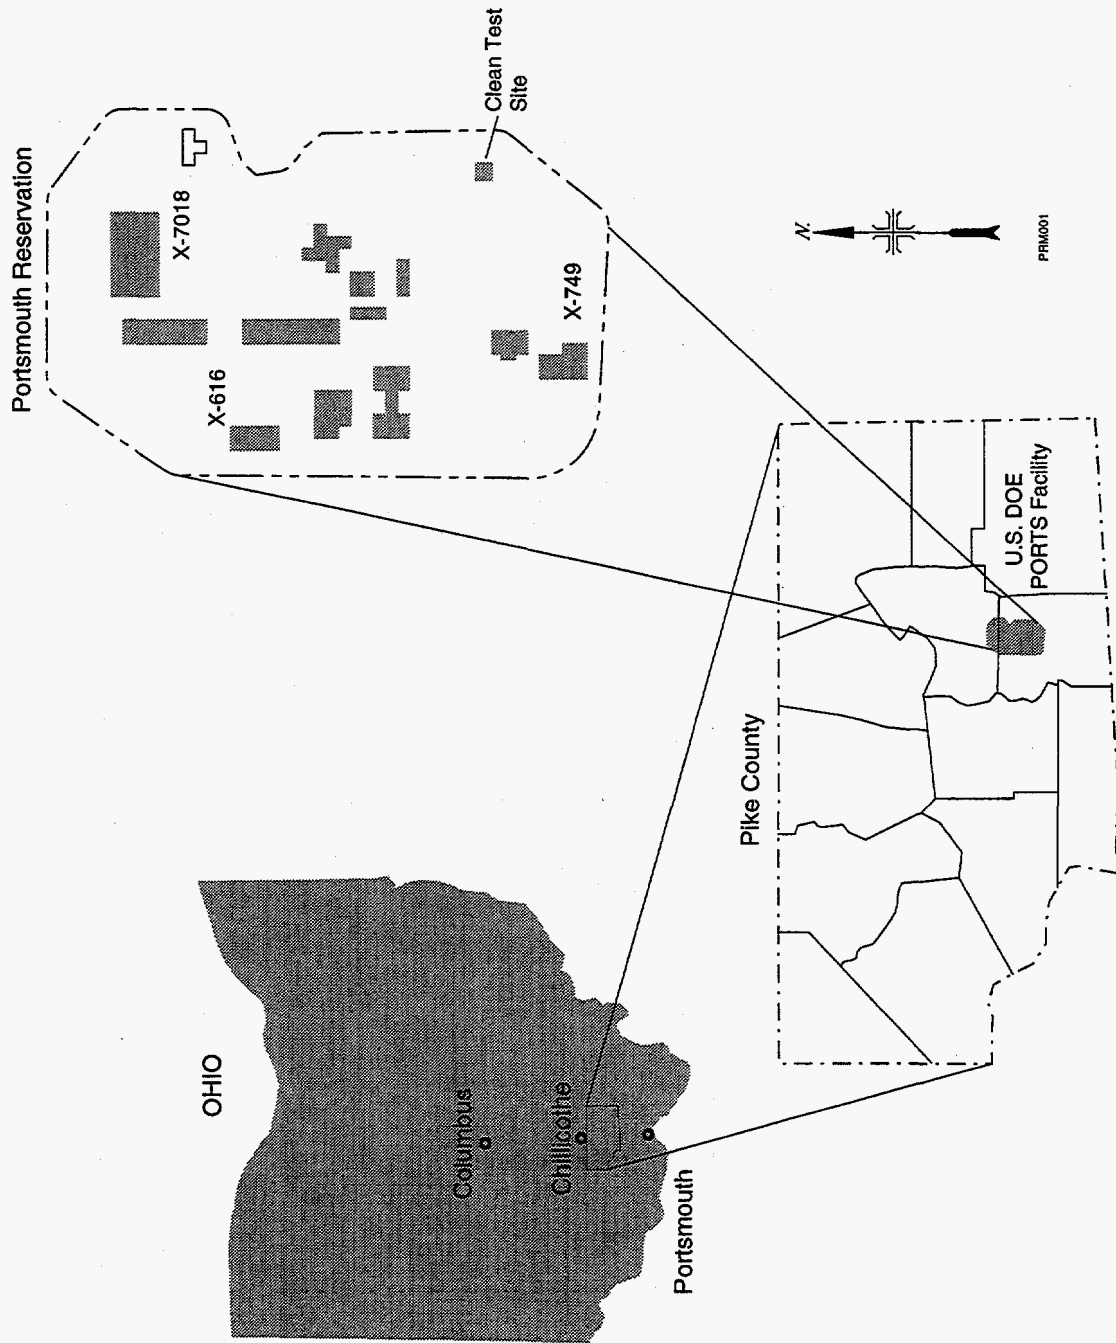 OHIO
Columbus
Chillicothe
Portsmouth
Pike County
U.S. DOE
PORTS Facility
Portsmouth Reservation
X-616
X-7018
X-749
Clean Test
Site
N.
PRM001